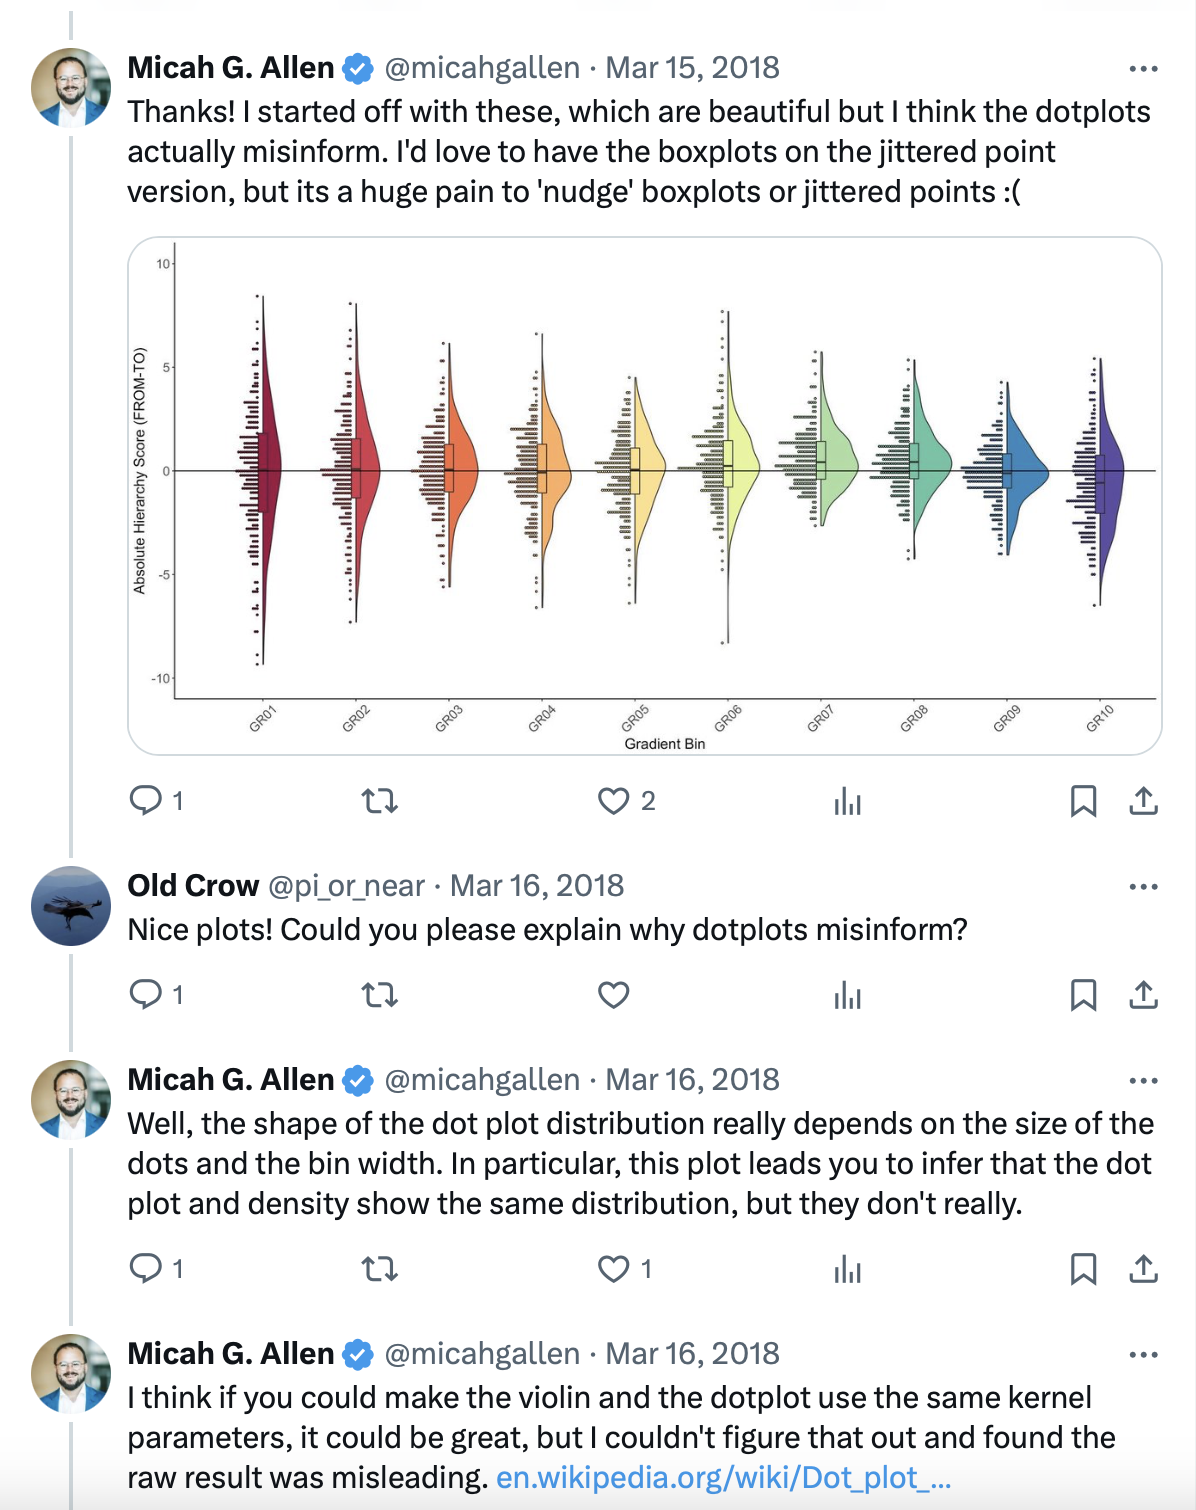 Micah G. Allen @micahgallen · Mar 15, 2018
Thanks! I started off with these, which are beautiful but I think the dotplots
actually misinform. I'd love to have the boxplots on the jittered point
version, but its a huge pain to 'nudge' boxplots or jittered points :(
10
5
0
-5
-10
Absolute Hierarchy Score (FROM-TO)
GR01 GR02 GR03 GR04 GR05 GR06 GR07 GR08 GR09 GR10
Gradient Bin
1 2
Old Crow @pi_or_near · Mar 16, 2018
Nice plots! Could you please explain why dotplots misinform?
1
Micah G. Allen @micahgallen · Mar 16, 2018
Well, the shape of the dot plot distribution really depends on the size of the
dots and the bin width. In particular, this plot leads you to infer that the dot
plot and density show the same distribution, but they don't really.
1 1
Micah G. Allen @micahgallen · Mar 16, 2018
I think if you could make the violin and the dotplot use the same kernel
parameters, it could be great, but I couldn't figure that out and found the
raw result was misleading. en.wikipedia.org/wiki/Dot_plot_...